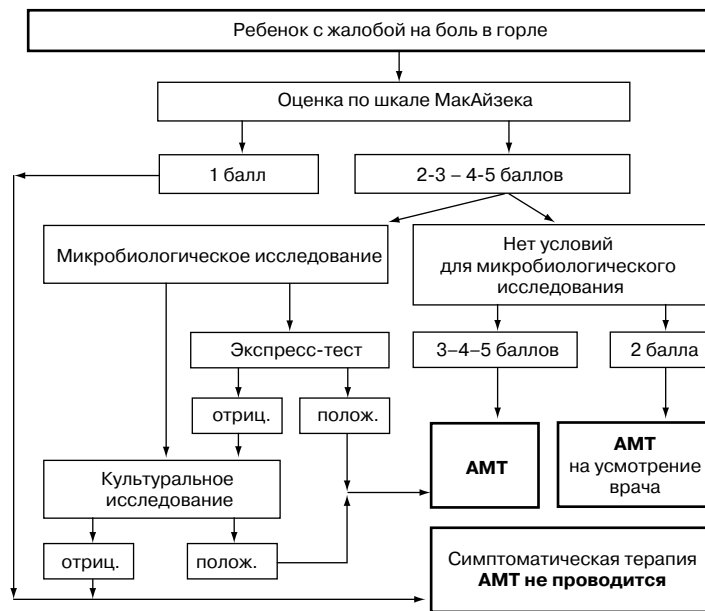 Ребенок с жалобой на боль в горле
Оценка по шкале МакАйзека
1 балл
2-3 – 4-5 баллов
Микробиологическое исследование
Нет условий
для микробиологического
исследования
Экспресс-тест
3–4–5 баллов
2 балла
отриц.
полож.
АМТ
АМТ
на усмотрение
врача
Культуральное
исследование
отриц.
полож.
Симптоматическая терапия
АМТ не проводится